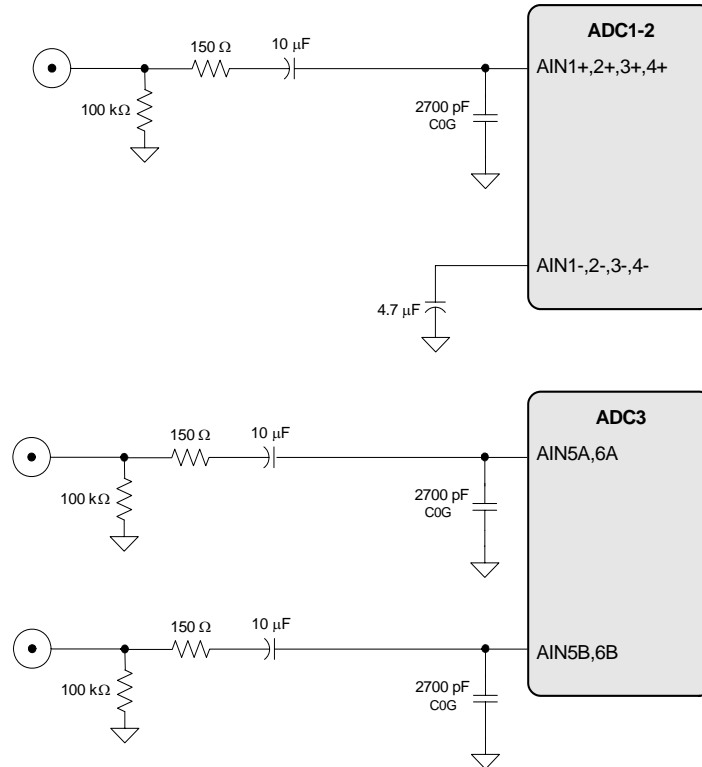 ADC1-2
150 Ω
10 µF
AIN1+,2+,3+,4+
100 kΩ
2700 pF
C0G
AIN1-,2-,3-,4-
4.7 µF
ADC3
150 Ω
10 µF
AIN5A,6A
100 kΩ
2700 pF
C0G
150 Ω
10 µF
AIN5B,6B
100 kΩ
2700 pF
C0G